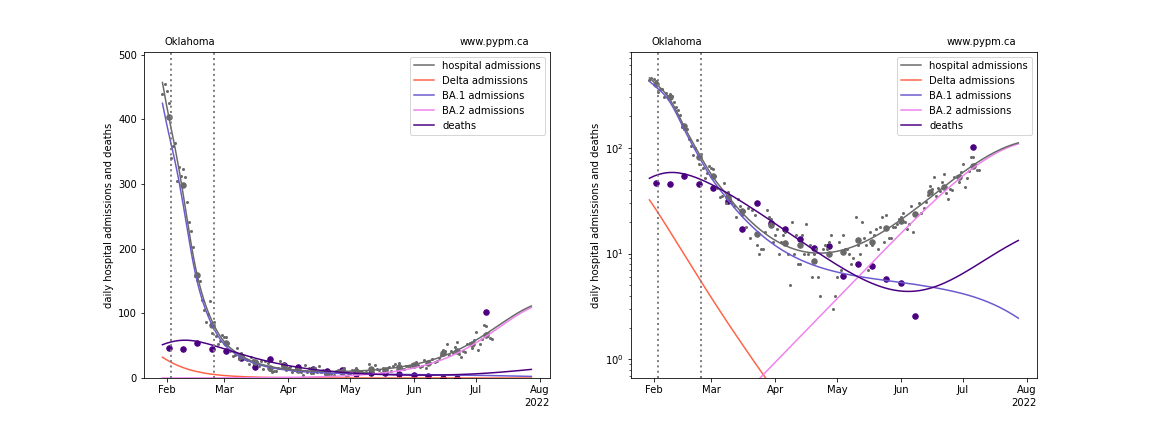 Oklahoma www.pypm.ca
500
400
300
200
100
0
daily hospital admissions and deaths
hospital admissions
Delta admissions
BA.1 admissions
BA.2 admissions
deaths
Feb Mar Apr May Jun Jul Aug
2022
Oklahoma www.pypm.ca
10²
10¹
10⁰
daily hospital admissions and deaths
hospital admissions
Delta admissions
BA.1 admissions
BA.2 admissions
deaths
Feb Mar Apr May Jun Jul Aug
2022